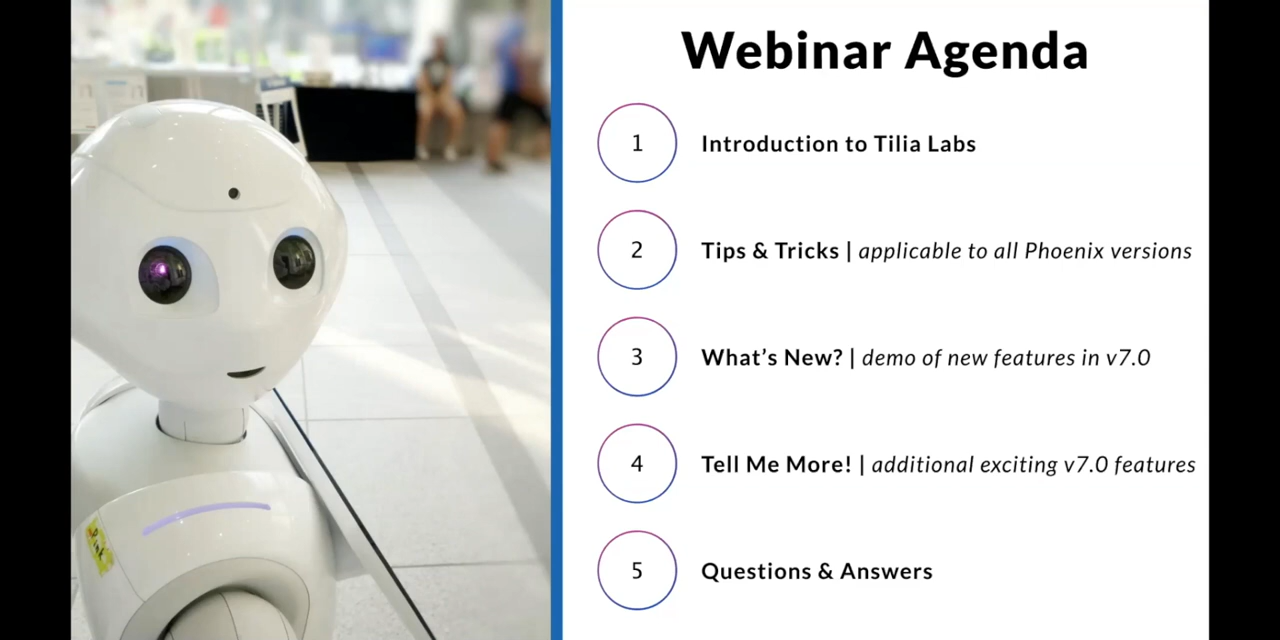 Webinar Agenda
1
Introduction to Tilia Labs
2
Tips & Tricks | applicable to all Phoenix versions
3
What’s New? | demo of new features in v7.0
4
Tell Me More! | additional exciting v7.0 features
5
Questions & Answers
Pink